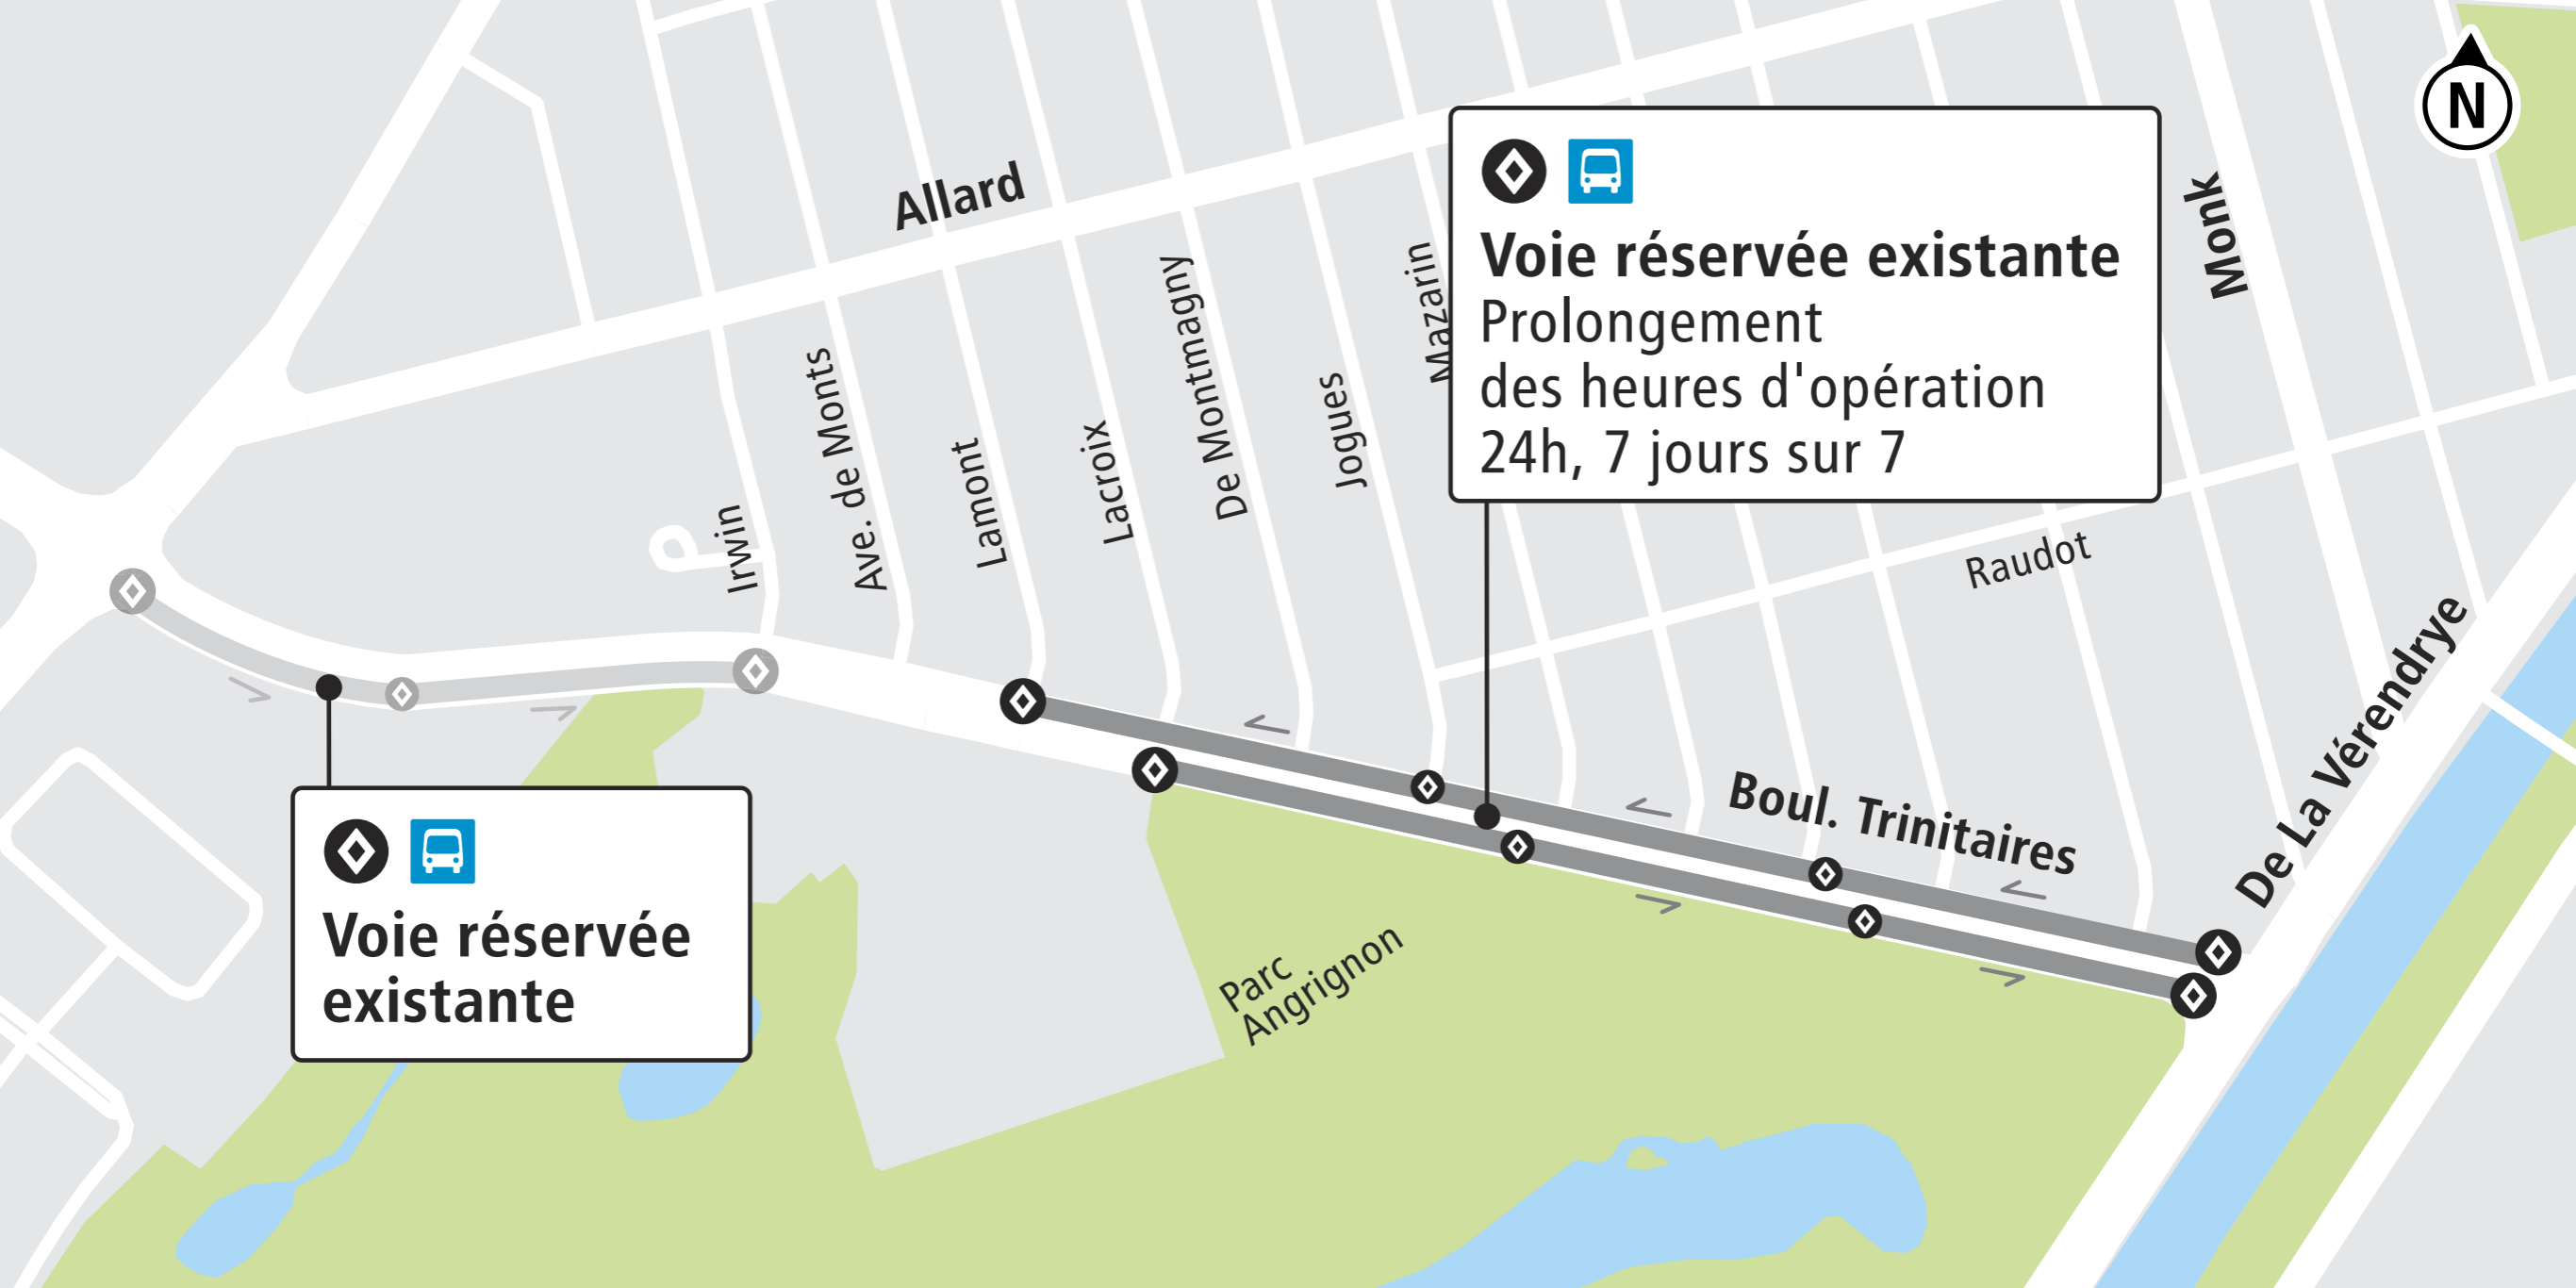 N
Allard
Monk
Voie réservée existante
Prolongement
des heures d'opération
24h, 7 jours sur 7
Mazarin
De Montmagny
Jogues
Ave. de Monts
Lacroix
Lamont
Irwin
Raudot
De La Vérendrye
Boul. Trinitaires
Voie réservée
existante
Parc
Angrignon